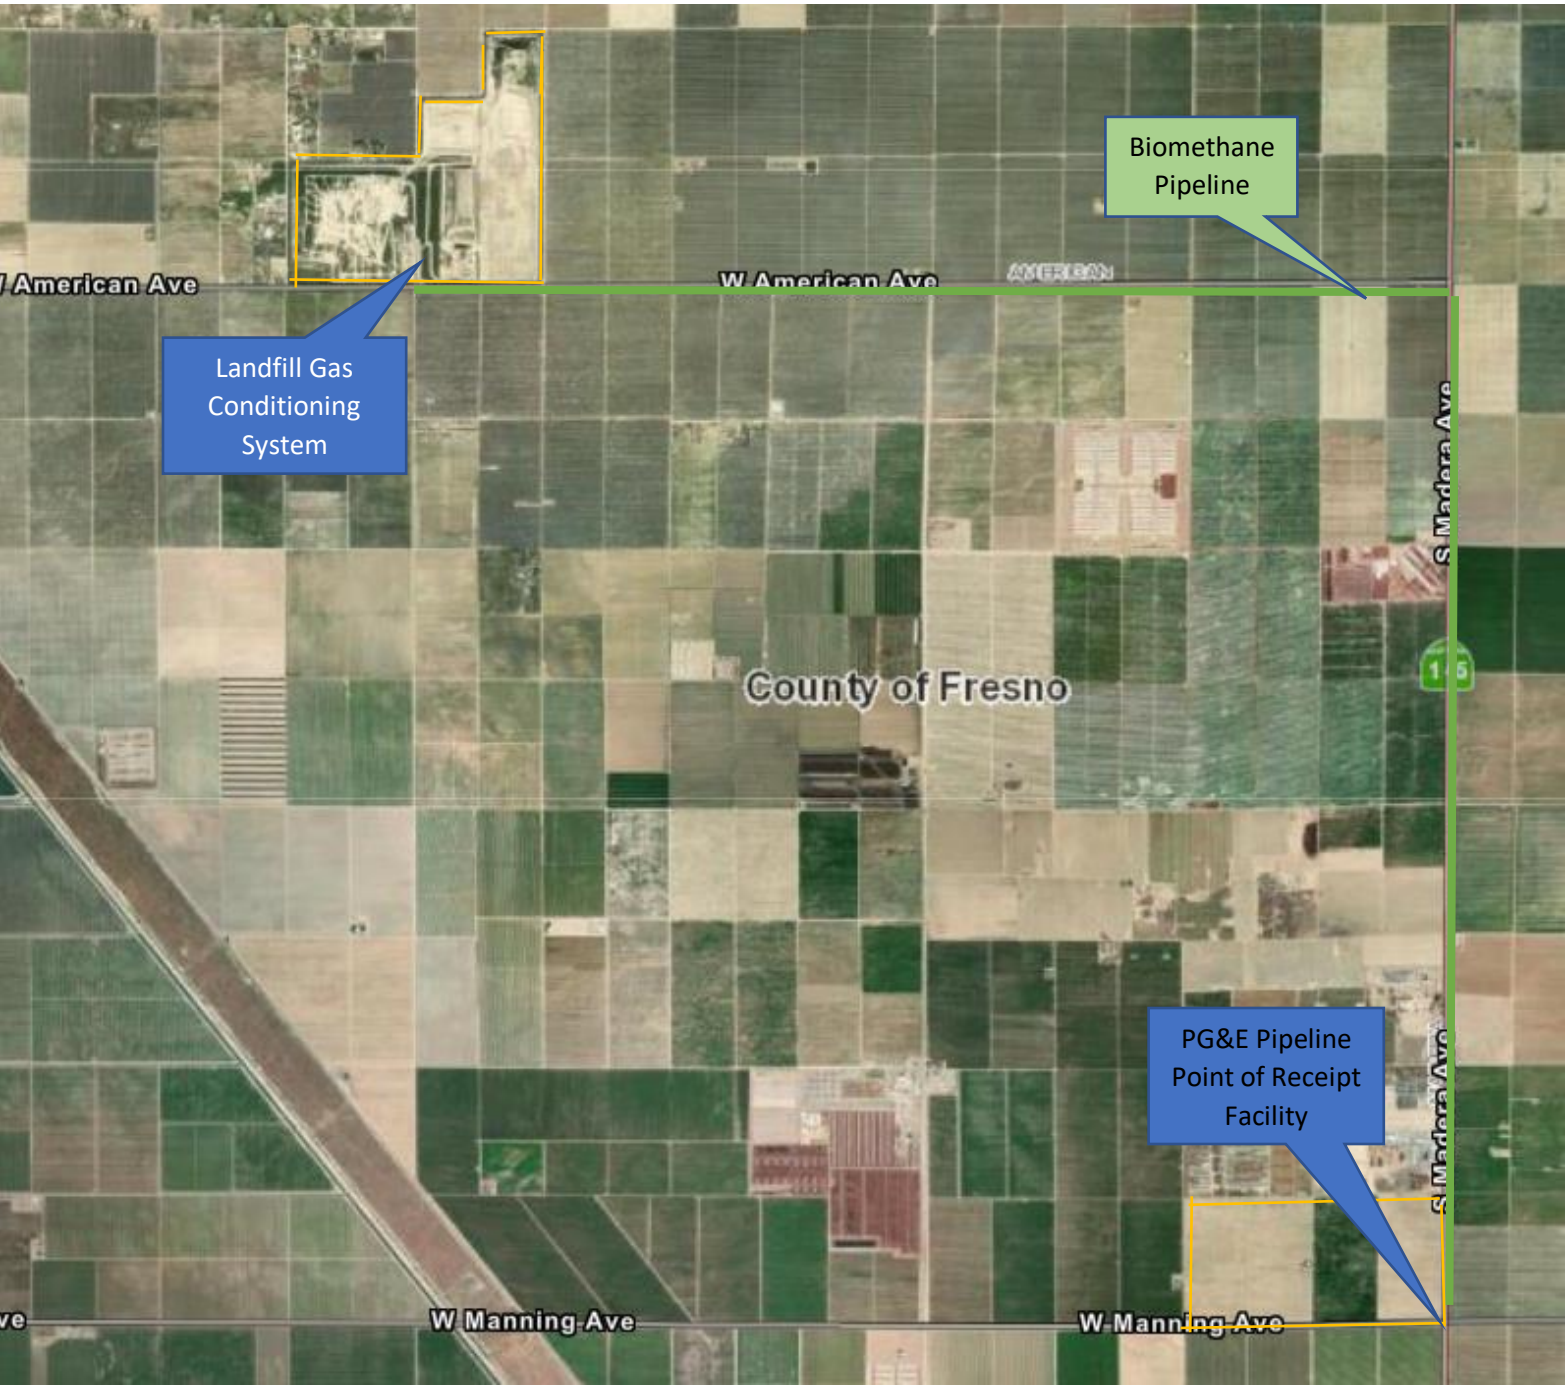 Biomethane
Pipeline
W American Ave
W American Ave
AMERICAN
Landfill Gas
Conditioning
System
S Madera Ave
County of Fresno
PG&E Pipeline
Point of Receipt
Facility
S Madera Ave
W Manning Ave
W Manning Ave